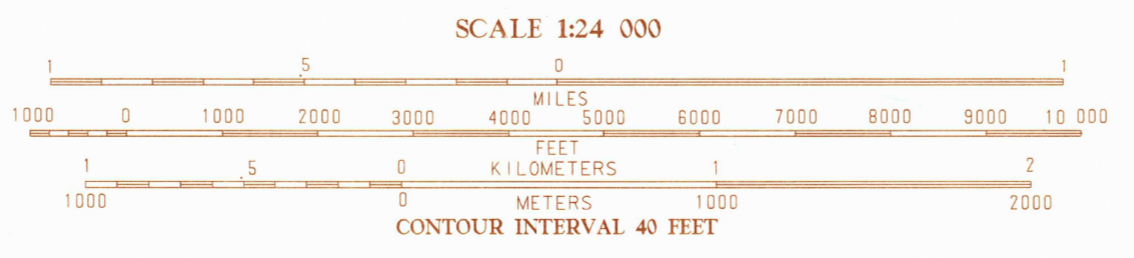 SCALE 1:24 000
1 .5 0 1
MILES
1000 0 1000 2000 3000 4000 5000 6000 7000 8000 9000 10 000
FEET
1 .5 0 KILOMETERS 1 2
1000 0 METERS 1000 2000
CONTOUR INTERVAL 40 FEET